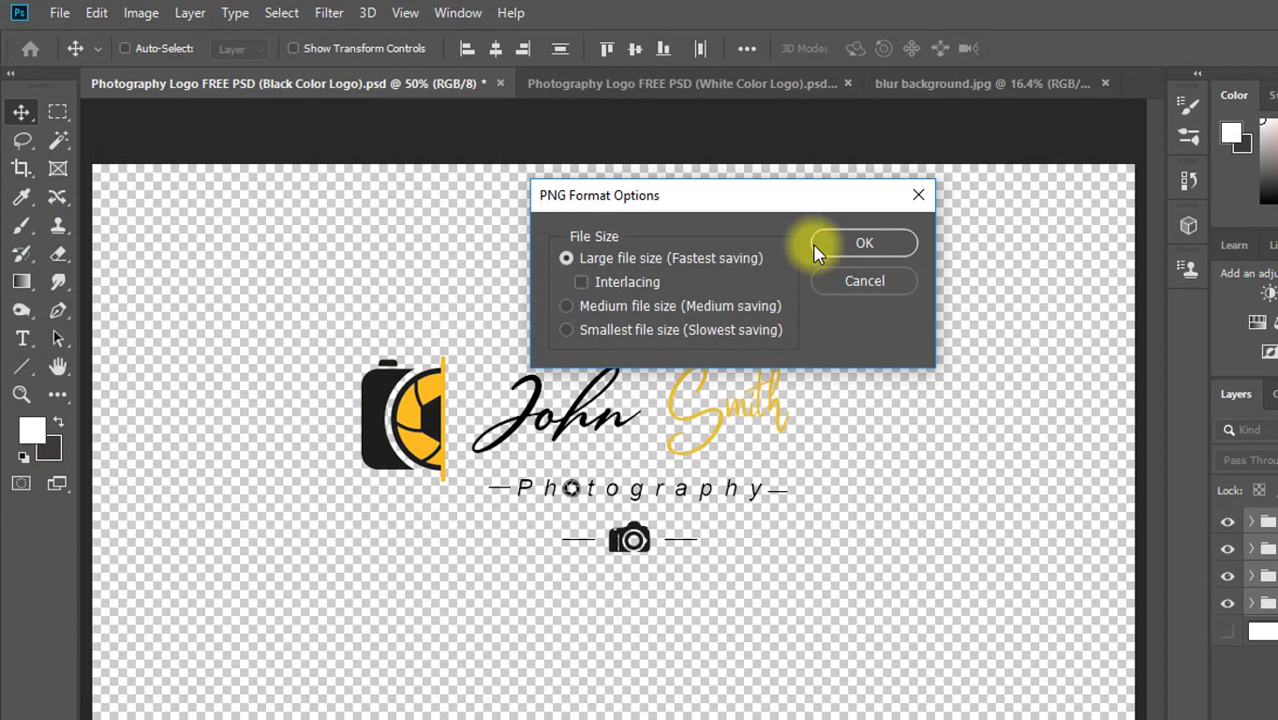 Ps File Edit Image Layer Type Select Filter 3D View Window Help
Auto-Select: Layer Show Transform Controls 3D Mode:
Photography Logo FREE PSD (Black Color Logo).psd @ 50% (RGB/8) * Photography Logo FREE PSD (White Color Logo).psd... blur background.jpg @ 16.4% (RGB/...
Color
PNG Format Options
File Size
OK
Large file size (Fastest saving)
Interlacing
Cancel
Medium file size (Medium saving)
Smallest file size (Slowest saving)
Learn
Add an adju
John Smith
Photography
Layers
Kind
Pass Throug
Lock: